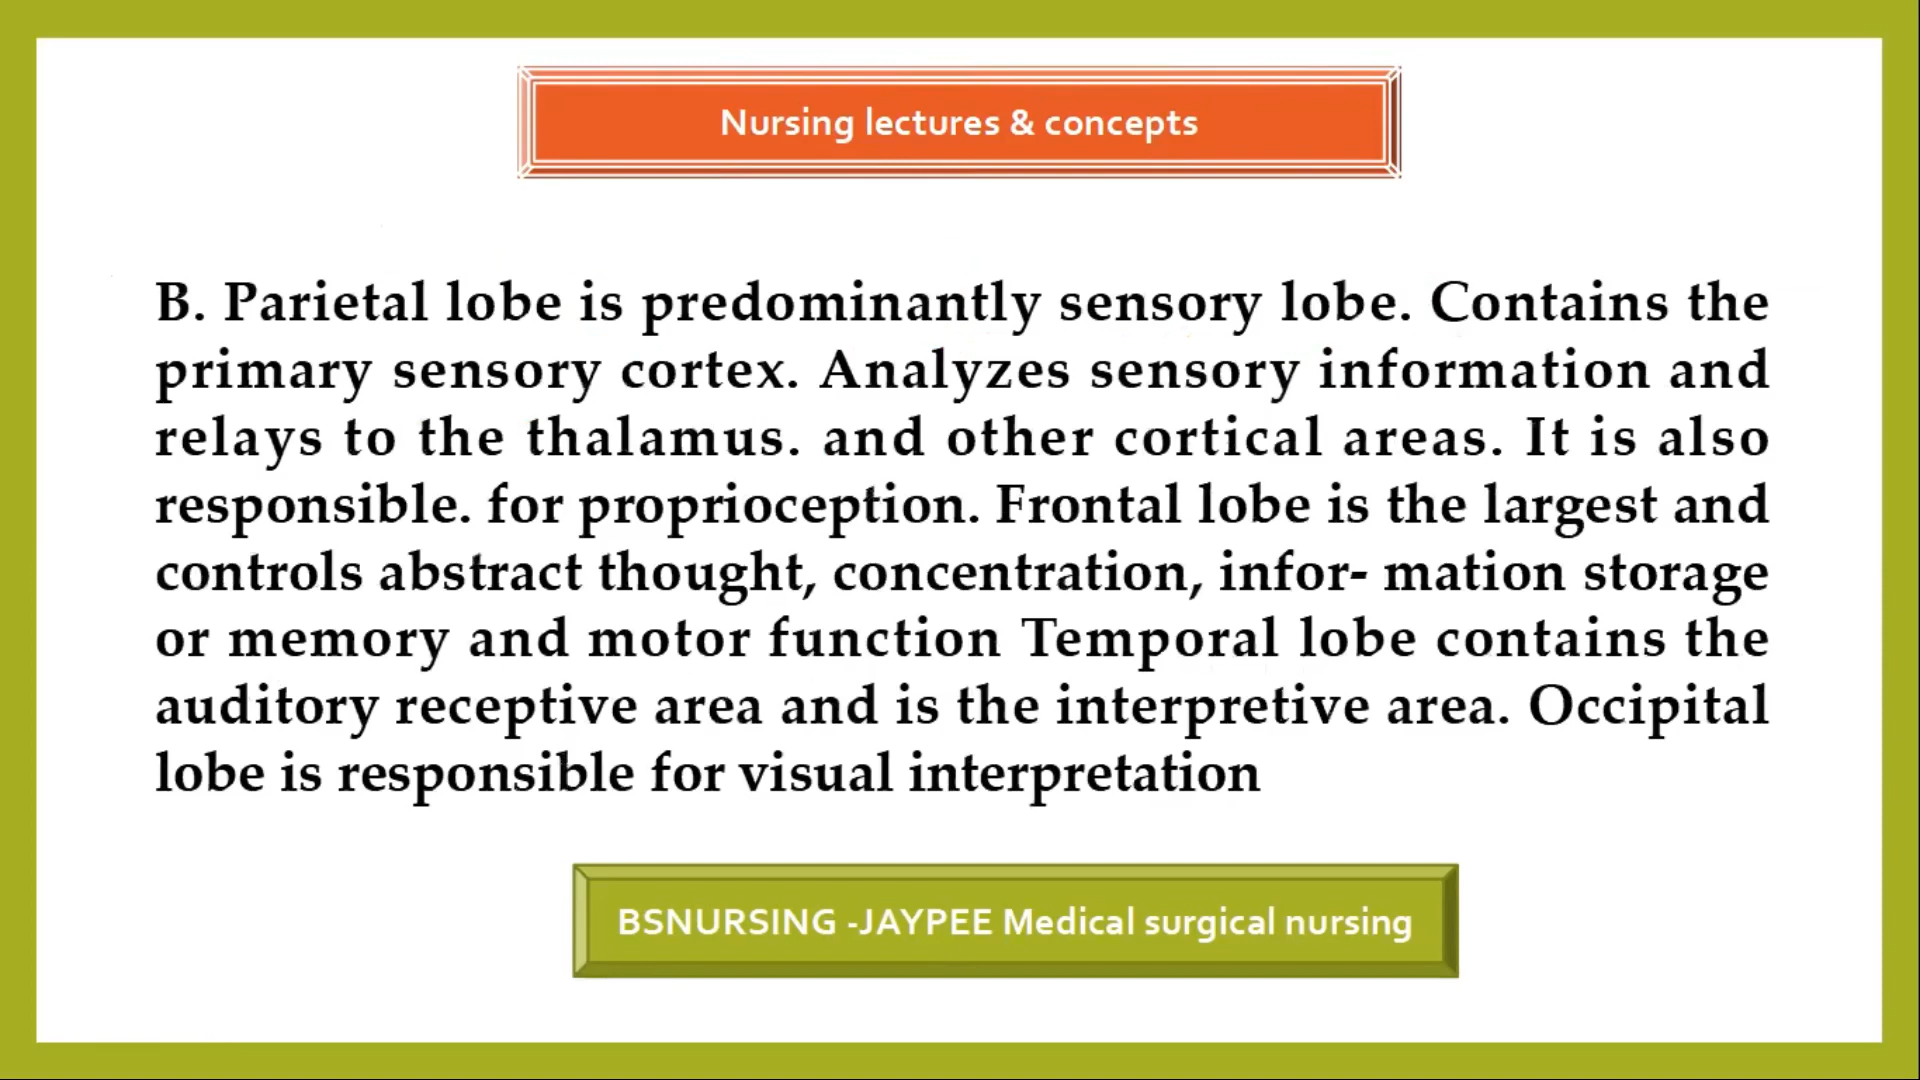 Nursing lectures & concepts
B. Parietal lobe is predominantly sensory lobe. Contains the
primary sensory cortex. Analyzes sensory information and
relays to the thalamus. and other cortical areas. It is also
responsible. for proprioception. Frontal lobe is the largest and
controls abstract thought, concentration, infor- mation storage
or memory and motor function Temporal lobe contains the
auditory receptive area and is the interpretive area. Occipital
lobe is responsible for visual interpretation
BSNURSING -JAYPEE Medical surgical nursing